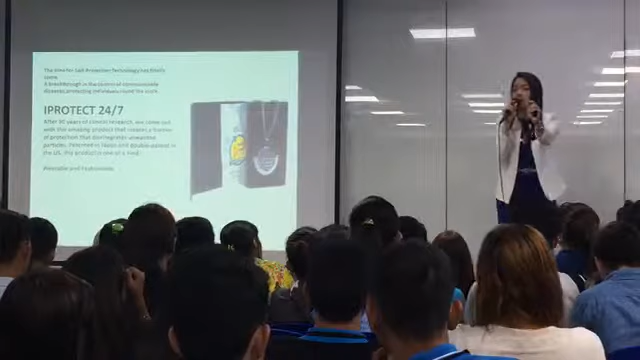 The time for Self Protection Technology has finally
come
A breakthrough in the control of communicable
diseases protecting individuals round the clock.
IPROTECT 24/7
After 30 years of clinical research, we come out
with this amazing product that creates a barrier
of protection that disintegrates unwanted
particles. Patented in Japan and double-patent in
the US, this product is one of a kind.
Wearable and Fashionable.